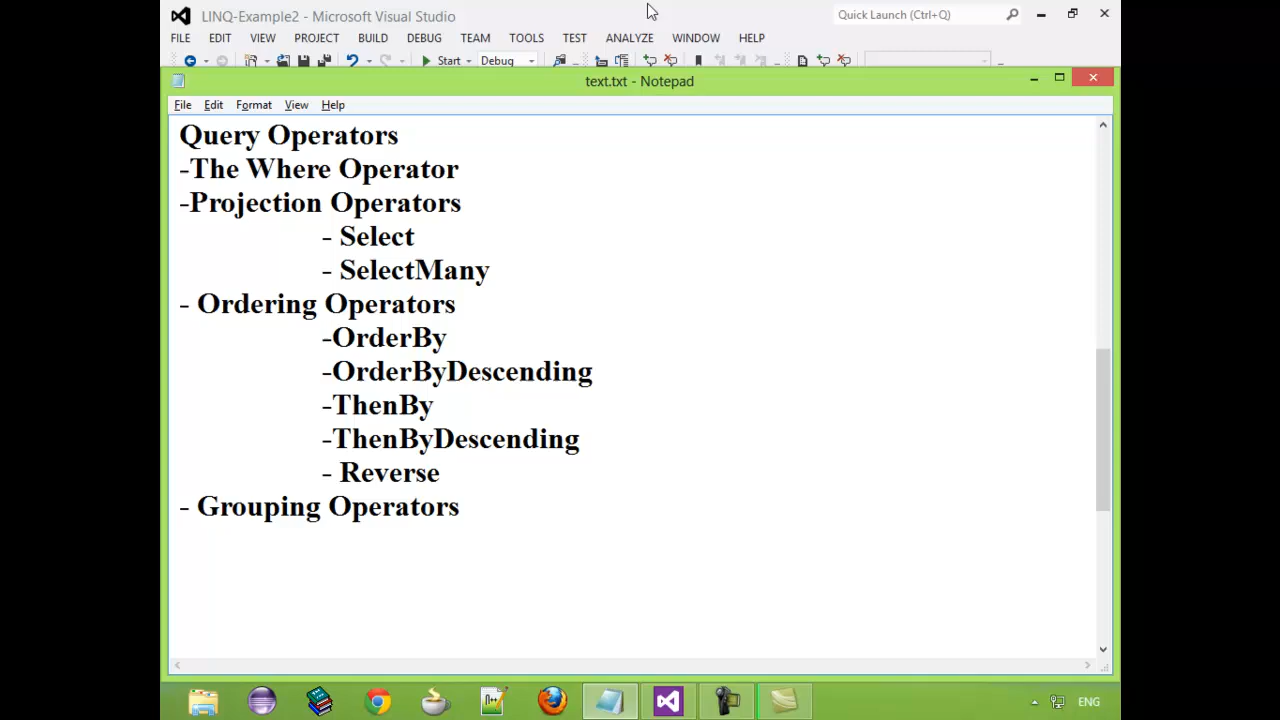 LINQ-Example2 - Microsoft Visual Studio
Quick Launch (Ctrl+Q)
FILE EDIT VIEW PROJECT BUILD DEBUG TEAM TOOLS TEST ANALYZE WINDOW HELP
Start Debug
text.txt - Notepad
File Edit Format View Help
Query Operators
-The Where Operator
-Projection Operators
- Select
- SelectMany
- Ordering Operators
-OrderBy
-OrderByDescending
-ThenBy
-ThenByDescending
- Reverse
- Grouping Operators
ENG